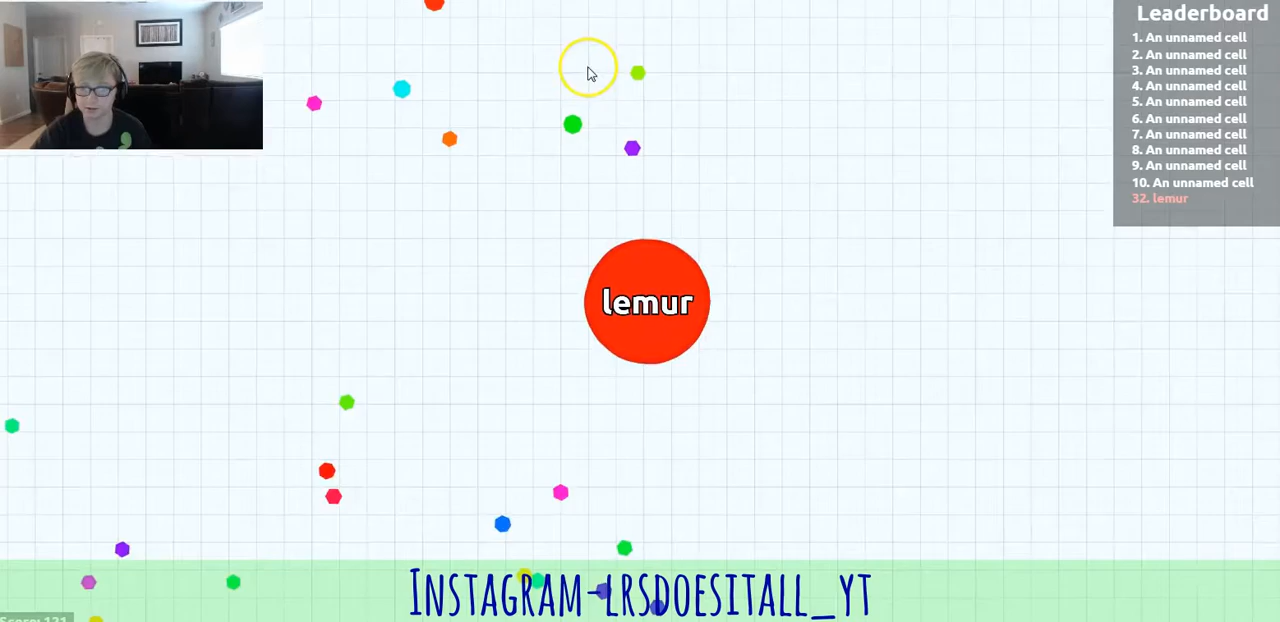 Leaderboard
1. An unnamed cell
2. An unnamed cell
3. An unnamed cell
4. An unnamed cell
5. An unnamed cell
6. An unnamed cell
7. An unnamed cell
8. An unnamed cell
9. An unnamed cell
10. An unnamed cell
32. lemur
lemur
Instagram-lrsdoesitall_yt
Score: 121